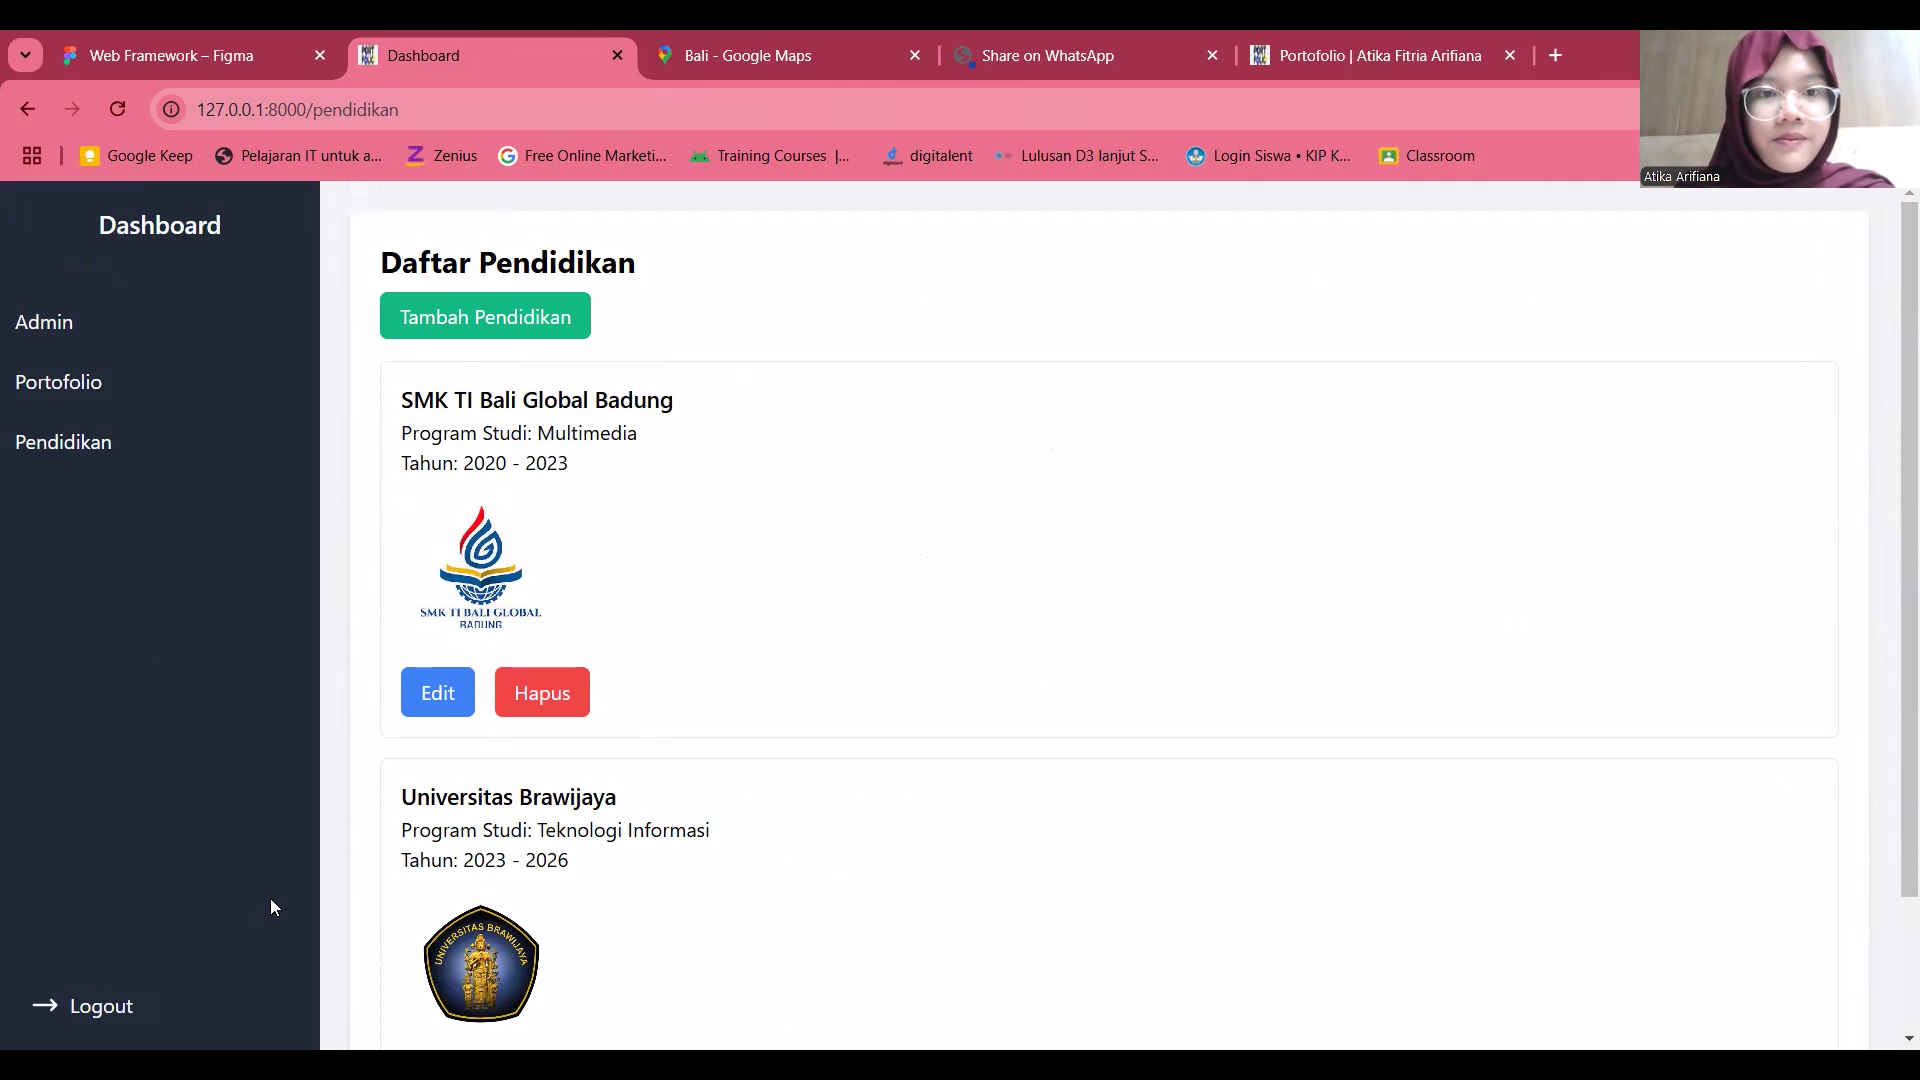 Web Framework – Figma
Dashboard
Bali - Google Maps
Share on WhatsApp
Portofolio | Atika Fitria Arifiana
127.0.0.1:8000/pendidikan
Google Keep
Pelajaran IT untuk a...
Zenius
Free Online Marketi...
Training Courses |...
digitalent
Lulusan D3 lanjut S...
Login Siswa • KIP K...
Classroom
Atika Arifiana
Dashboard
Admin
Portofolio
Pendidikan
Logout
Daftar Pendidikan
Tambah Pendidikan
SMK TI Bali Global Badung
Program Studi: Multimedia
Tahun: 2020 - 2023
SMK TI BALI GLOBAL
BADUNG
Edit
Hapus
Universitas Brawijaya
Program Studi: Teknologi Informasi
Tahun: 2023 - 2026
UNIVERSITAS BRAWIJAYA